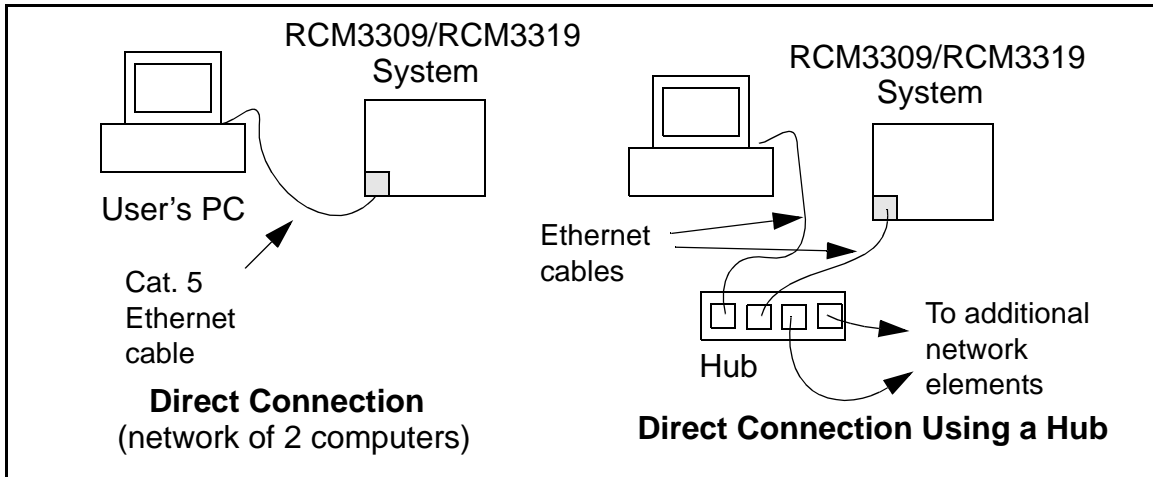 RCM3309/RCM3319
System
User's PC
Cat. 5
Ethernet
cable
Direct Connection
(network of 2 computers)
RCM3309/RCM3319
System
Ethernet
cables
Hub
To additional
network
elements
Direct Connection Using a Hub